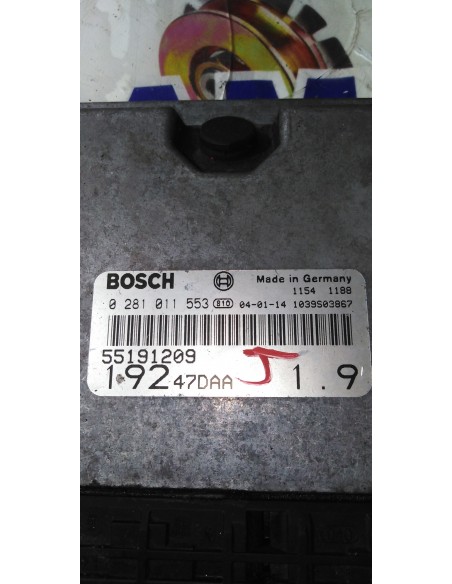 BOSCH Made in Germany
1154 1188
0 281 011 553 S10 04-01-14 1039S03867
55191209
192 47DAA J 1.9